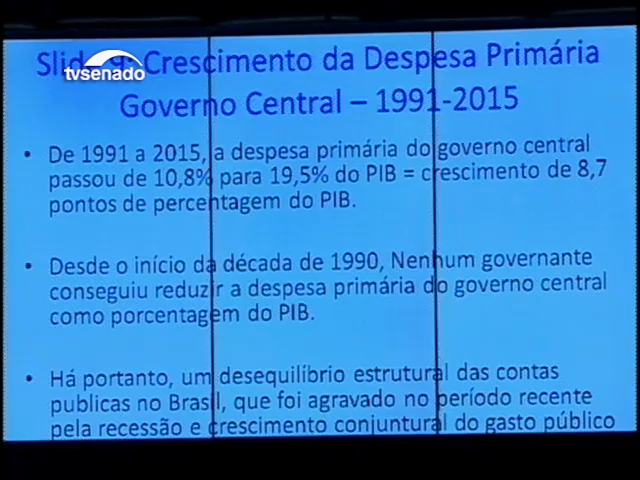 Slide 9: Crescimento da Despesa Primária
tvsenado
Governo Central – 1991-2015
• De 1991 a 2015, a despesa primária do governo central
passou de 10,8% para 19,5% do PIB = crescimento de 8,7
pontos de percentagem do PIB.
• Desde o início da década de 1990, Nenhum governante
conseguiu reduzir a despesa primária do governo central
como porcentagem do PIB.
• Há portanto, um desequilíbrio estrutural das contas
publicas no Brasil, que foi agravado no período recente
pela recessão e crescimento conjuntural do gasto público